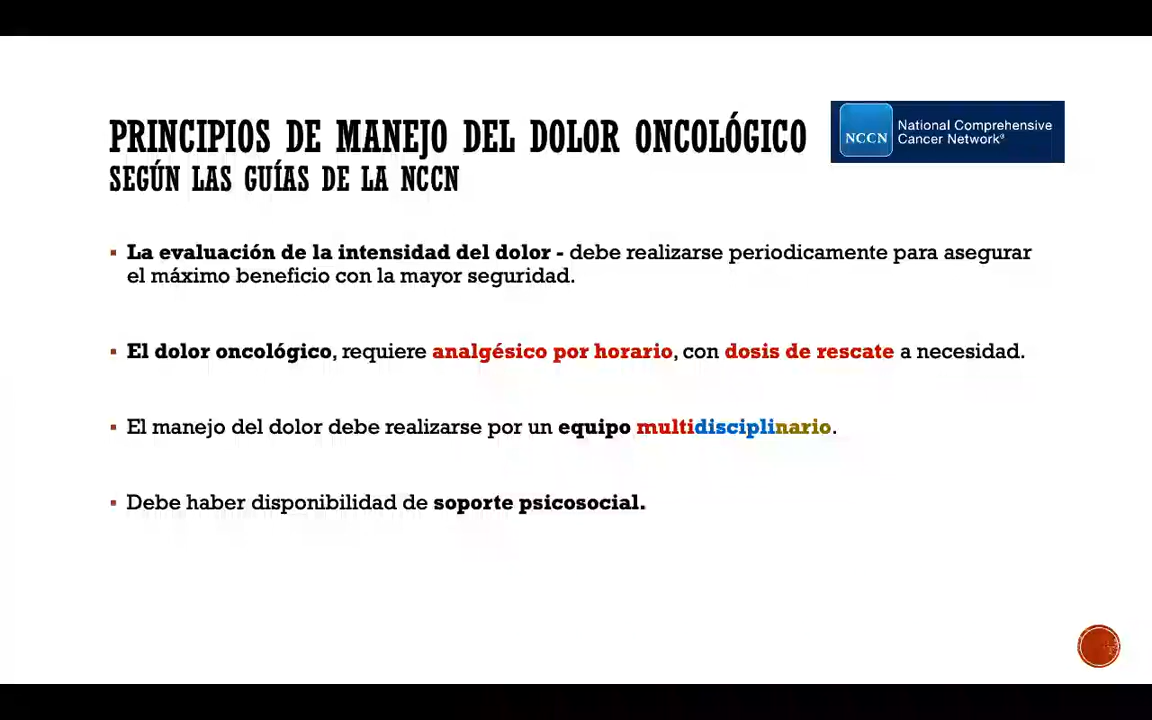 PRINCIPIOS DE MANEJO DEL DOLOR ONCOLÓGICO
SEGÚN LAS GUÍAS DE LA NCCN
NCCN
National Comprehensive
Cancer Network®
▪ La evaluación de la intensidad del dolor - debe realizarse periodicamente para asegurar
el máximo beneficio con la mayor seguridad.
▪ El dolor oncológico, requiere analgésico por horario, con dosis de rescate a necesidad.
▪ El manejo del dolor debe realizarse por un equipo multidisciplinario.
▪ Debe haber disponibilidad de soporte psicosocial.